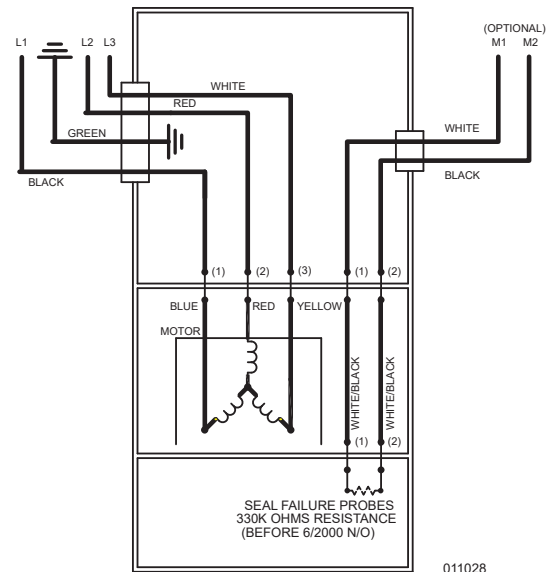 (OPTIONAL)
L1 L2 L3 M1 M2
WHITE
RED
GREEN
WHITE
BLACK
BLACK
(1) (2) (3) (1) (2)
BLUE RED YELLOW
MOTOR
WHITE/BLACK
WHITE/BLACK
(1) (2)
SEAL FAILURE PROBES
330K OHMS RESISTANCE
(BEFORE 6/2000 N/O)
011028